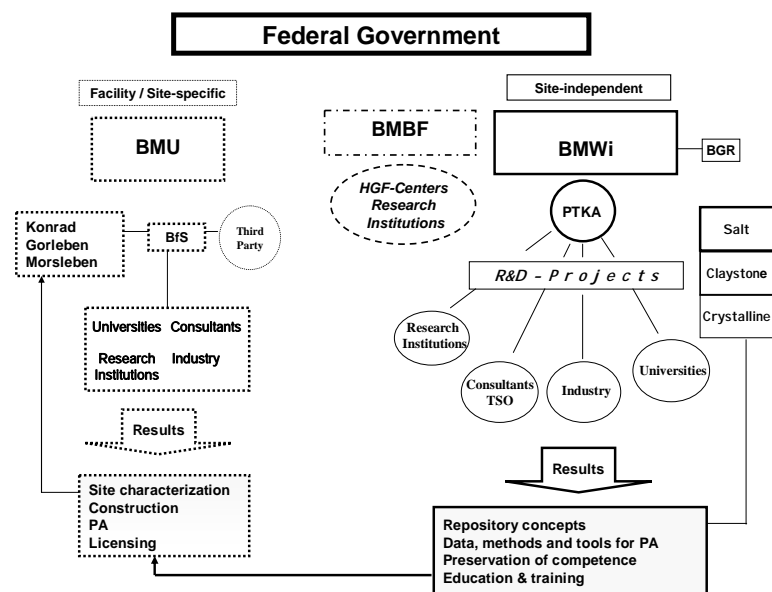 Federal Government
Facility / Site-specific
BMU
Konrad
Gorleben
Morsleben
BfS
Third
Party
Universities Consultants
Research Industry
Institutions
Results
Site characterization
Construction
PA
Licensing
BMBF
HGF-Centers
Research
Institutions
Site-independent
BMWi
BGR
PTKA
R&D - Projects
Research
Institutions
Consultants
TSO
Industry
Universities
Salt
Claystone
Crystalline
Results
Repository concepts
Data, methods and tools for PA
Preservation of competence
Education & training